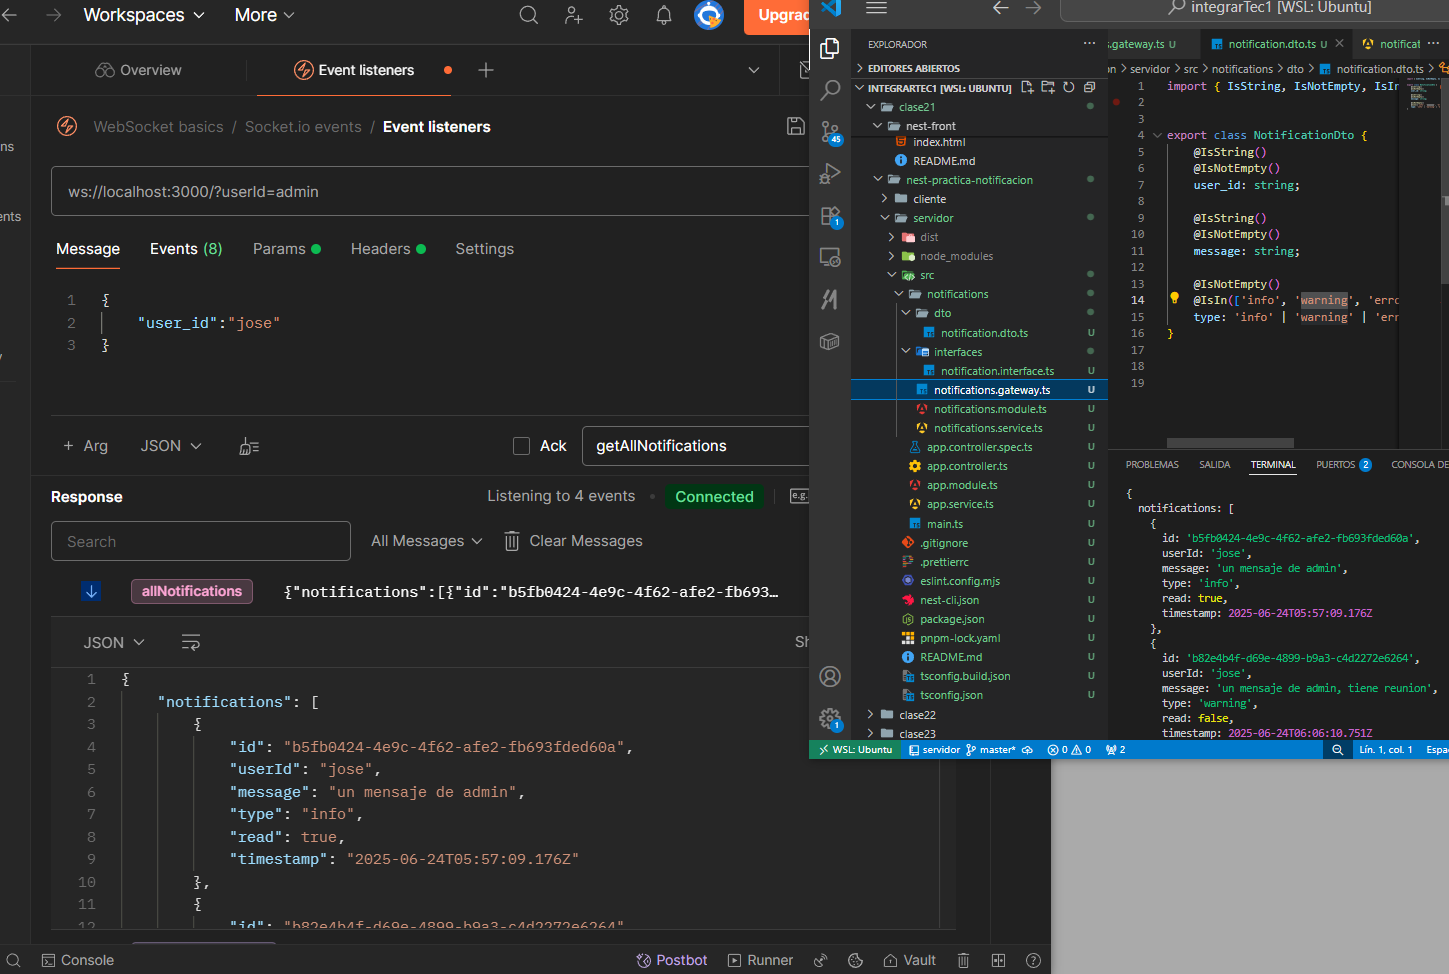 Workspaces
More
Upgrad
Overview
Event listeners
WebSocket basics / Socket.io events / Event listeners
ws://localhost:3000/?userId=admin
Message
Events (8)
Params
Headers
Settings
1 {
2 "user_id":"jose"
3 }
+ Arg
JSON
Ack
getAllNotifications
Response
Listening to 4 events
Connected
e.g.
Search
All Messages
Clear Messages
allNotifications
{"notifications":[{"id":"b5fb0424-4e9c-4f62-afe2-fb693...
JSON
1 {
2 "notifications": [
3 {
4 "id": "b5fb0424-4e9c-4f62-afe2-fb693fded60a",
5 "userId": "jose",
6 "message": "un mensaje de admin",
7 "type": "info",
8 "read": true,
9 "timestamp": "2025-06-24T05:57:09.176Z"
10 },
11 {
12 "id": "b82e4b4f-d69e-4899-b9a3-c4d2272e6264"
Console
Postbot
Runner
Vault
integrarTec1 [WSL: Ubuntu]
EXPLORADOR
EDITORES ABIERTOS
INTEGRARTEC1 [WSL: UBUNTU]
45
1
1
clase21
nest-front
index.html
README.md
nest-practica-notificacion
cliente
servidor
dist
node_modules
src
notifications
dto
notification.dto.ts U
interfaces
notification.interface.ts U
notifications.gateway.ts U
notifications.module.ts U
notifications.service.ts U
app.controller.spec.ts U
app.controller.ts U
app.module.ts U
app.service.ts U
main.ts U
.gitignore U
.prettierrc U
eslint.config.mjs U
nest-cli.json U
package.json U
pnpm-lock.yaml U
README.md U
tsconfig.build.json U
tsconfig.json U
clase22
clase23
s.gateway.ts U
notification.dto.ts U
notificat
servidor > src > notifications > dto > notification.dto.ts >
1 import { IsString, IsNotEmpty, IsIn
2
3
4 export class NotificationDto {
5 @IsString()
6 @IsNotEmpty()
7 user_id: string;
8
9 @IsString()
10 @IsNotEmpty()
11 message: string;
12
13 @IsNotEmpty()
14 @IsIn(['info', 'warning', 'erro
15 type: 'info' | 'warning' | 'err
16 }
17
18
19
PROBLEMAS
SALIDA
TERMINAL
PUERTOS 2
CONSOLA DE
{
notifications: [
{
id: 'b5fb0424-4e9c-4f62-afe2-fb693fded60a',
userId: 'jose',
message: 'un mensaje de admin',
type: 'info',
read: true,
timestamp: 2025-06-24T05:57:09.176Z
},
{
id: 'b82e4b4f-d69e-4899-b9a3-c4d2272e6264',
userId: 'jose',
message: 'un mensaje de admin, tiene reunion',
type: 'warning',
read: false,
timestamp: 2025-06-24T06:06:10.751Z
WSL: Ubuntu
servidor
master*
0
0
2
Lín. 1, col. 1
Espa